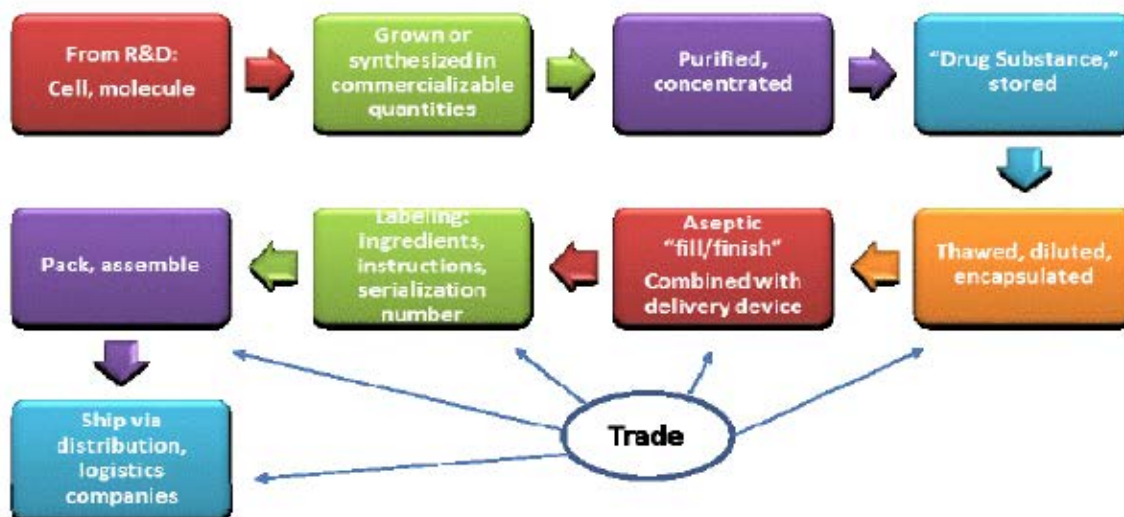 From R&D:
Cell, molecule
Grown or
synthesized in
commercializable
quantities
Purified,
concentrated
“Drug Substance,”
stored
Pack, assemble
Labeling:
ingredients,
instructions,
serialization
number
Aseptic
“fill/finish”
Combined with
delivery device
Thawed, diluted,
encapsulated
Trade
Ship via
distribution,
logistics
companies